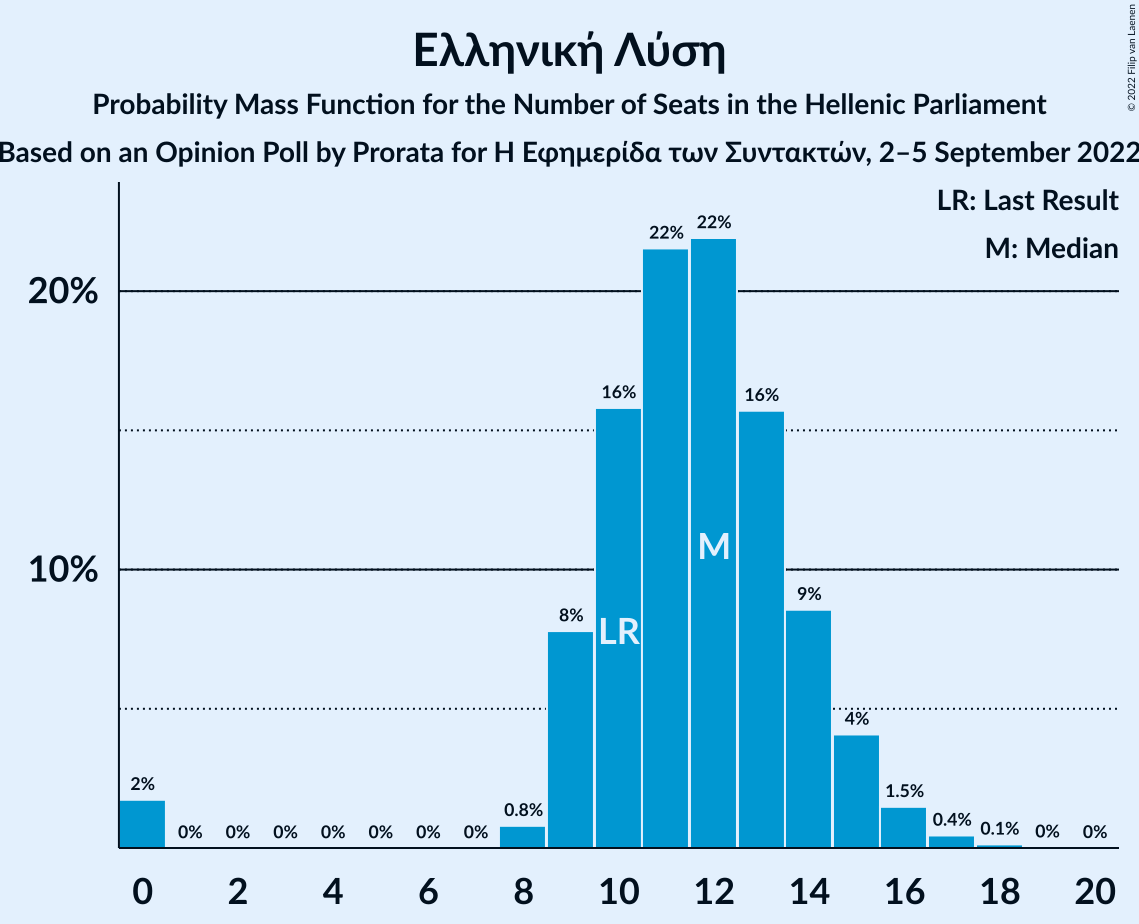 Ελληνική Λύση
Probability Mass Function for the Number of Seats in the Hellenic Parliament
Based on an Opinion Poll by Prorata for Η Εφημερίδα των Συντακτών, 2–5 September 2022
© 2022 Filip van Laenen
LR: Last Result
M: Median
20%
10%
2%
0%
0%
0%
0%
0%
0%
0%
0.8%
8%
16%
22%
22%
16%
9%
4%
1.5%
0.4%
0.1%
0%
0%
LR
M
0 2 4 6 8 10 12 14 16 18 20